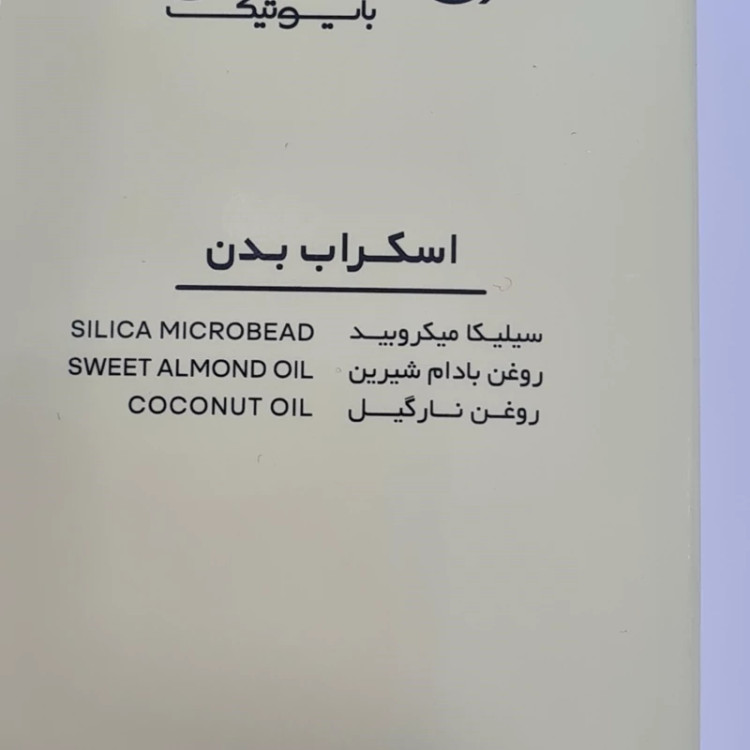 بایوتیک
اسکراب بدن
سیلیکا میکروبید SILICA MICROBEAD
روغن بادام شیرین SWEET ALMOND OIL
روغن نارگیل COCONUT OIL